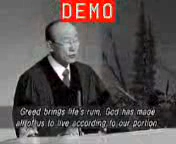 DEMO
Greed brings life's ruin, God has made
all of us to live according to our portion.